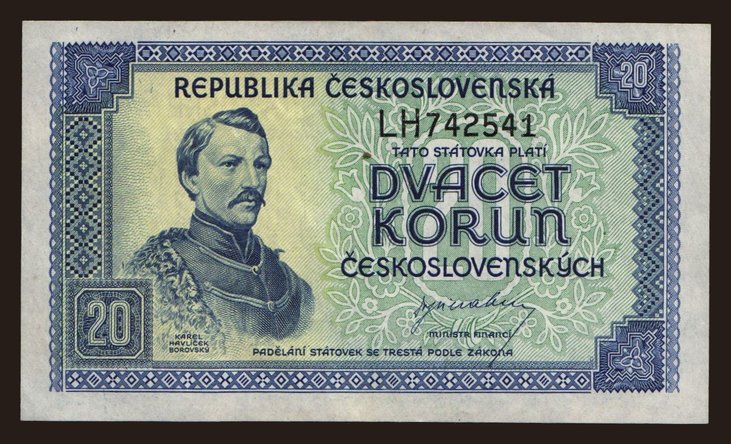 20
REPUBLIKA ČESKOSLOVENSKÁ
LH742541
TATO STÁTOVKA PLATÍ
DVACET
KORUN
ČESKOSLOVENSKÝCH
MINISTR FINANCÍ
20
KAREL
HAVLÍČEK
BOROVSKÝ
PADĚLÁNÍ STÁTOVEK SE TRESTÁ PODLE ZÁKONA
20